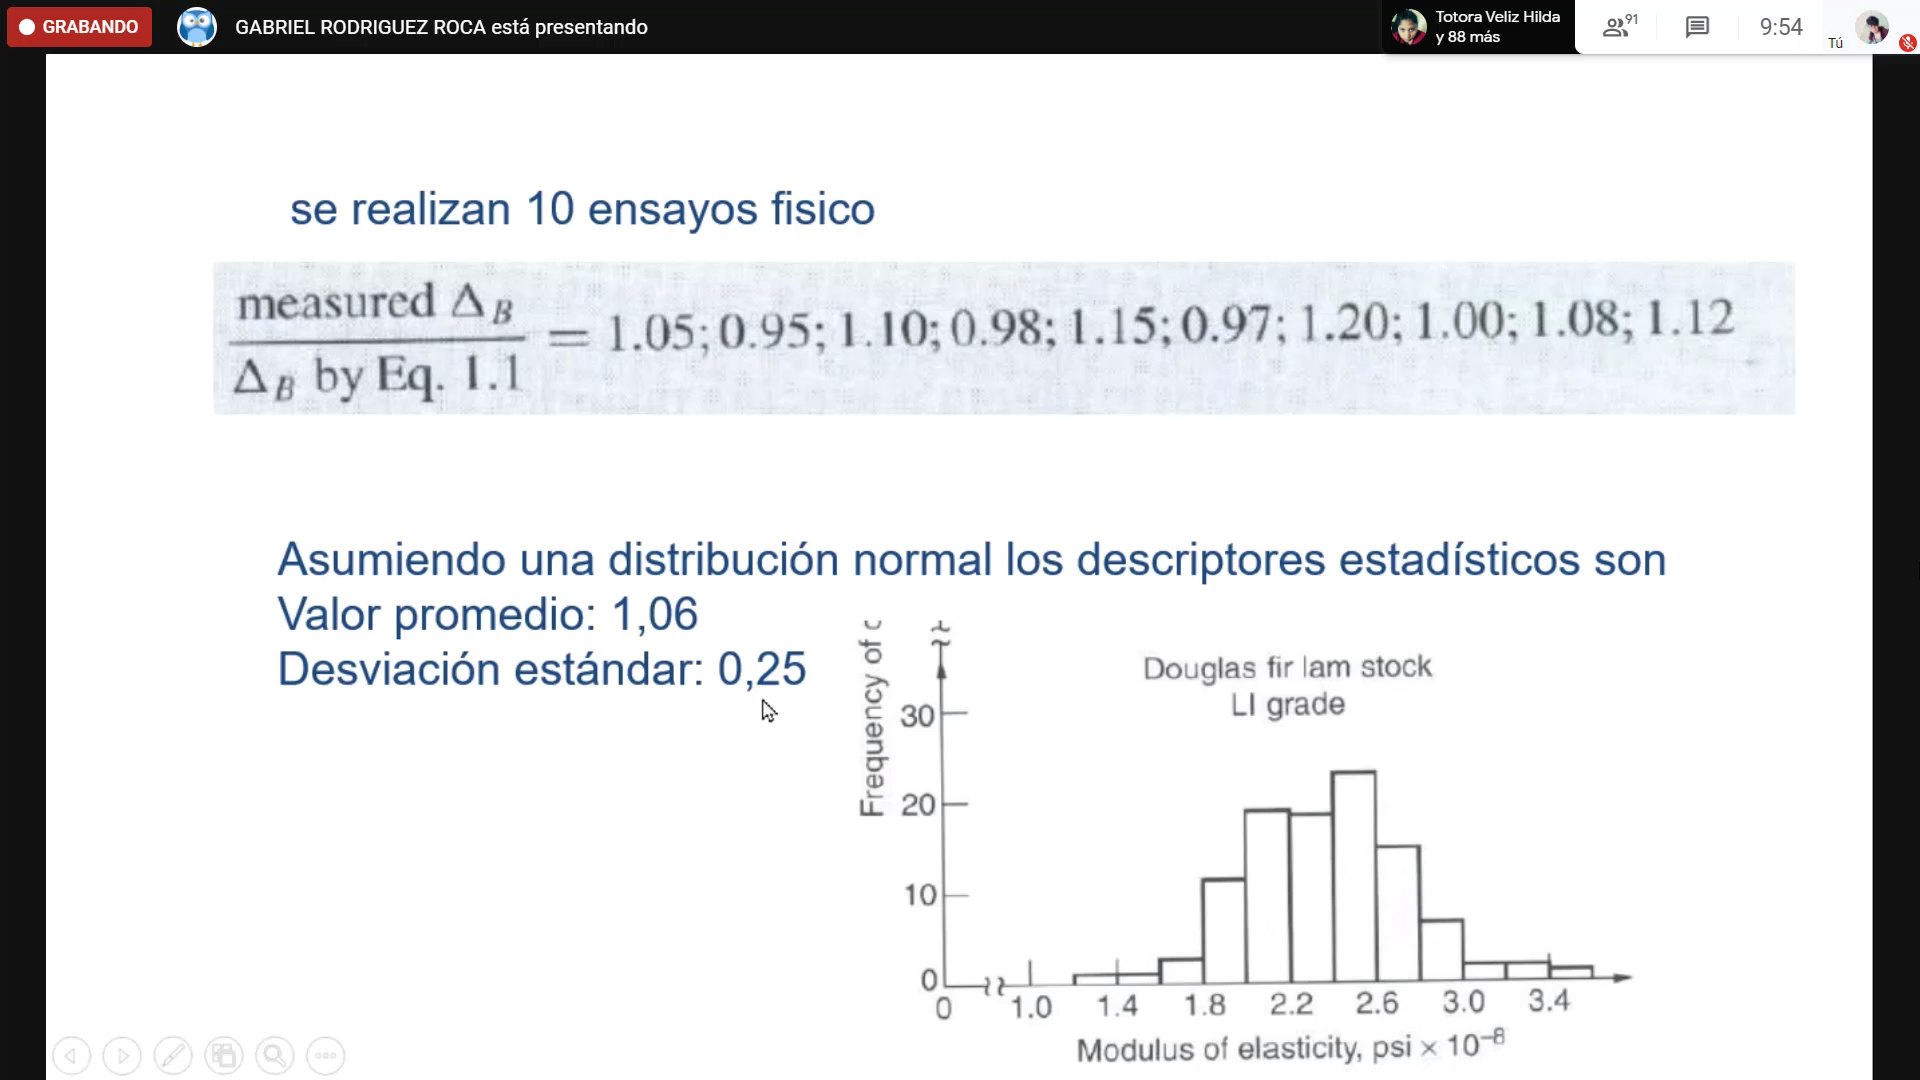 GRABANDO
GABRIEL RODRIGUEZ ROCA está presentando
Totora Veliz Hilda
y 88 más
91
9:54
Tú
se realizan 10 ensayos fisico
measured Δ_B
Δ_B by Eq. 1.1
= 1.05; 0.95; 1.10; 0.98; 1.15; 0.97; 1.20; 1.00; 1.08; 1.12
Asumiendo una distribución normal los descriptores estadísticos son
Valor promedio: 1,06
Desviación estándar: 0,25
Frequency of
30
20
10
0
Douglas fir lam stock
LI grade
0 1.0 1.4 1.8 2.2 2.6 3.0 3.4
Modulus of elasticity, psi × 10⁻⁸